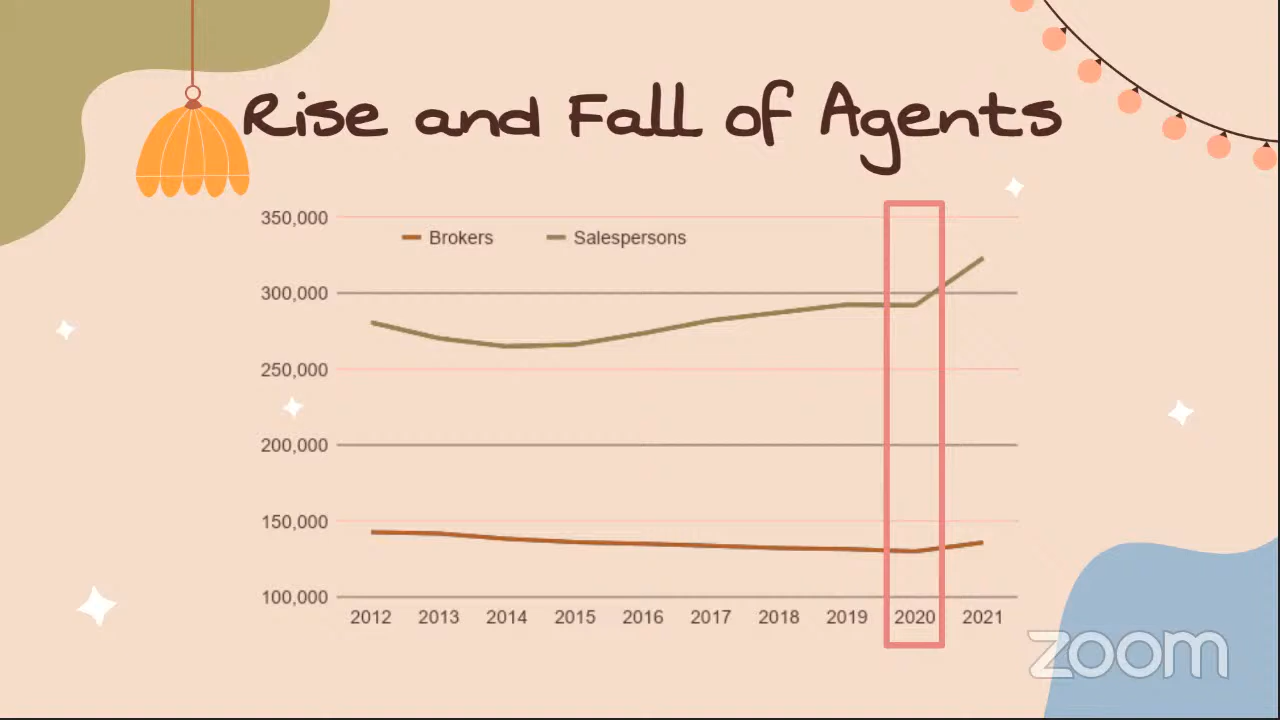 Rise and Fall of Agents
350,000
Brokers Salespersons
300,000
250,000
200,000
150,000
100,000
2012 2013 2014 2015 2016 2017 2018 2019 2020 2021
zoom